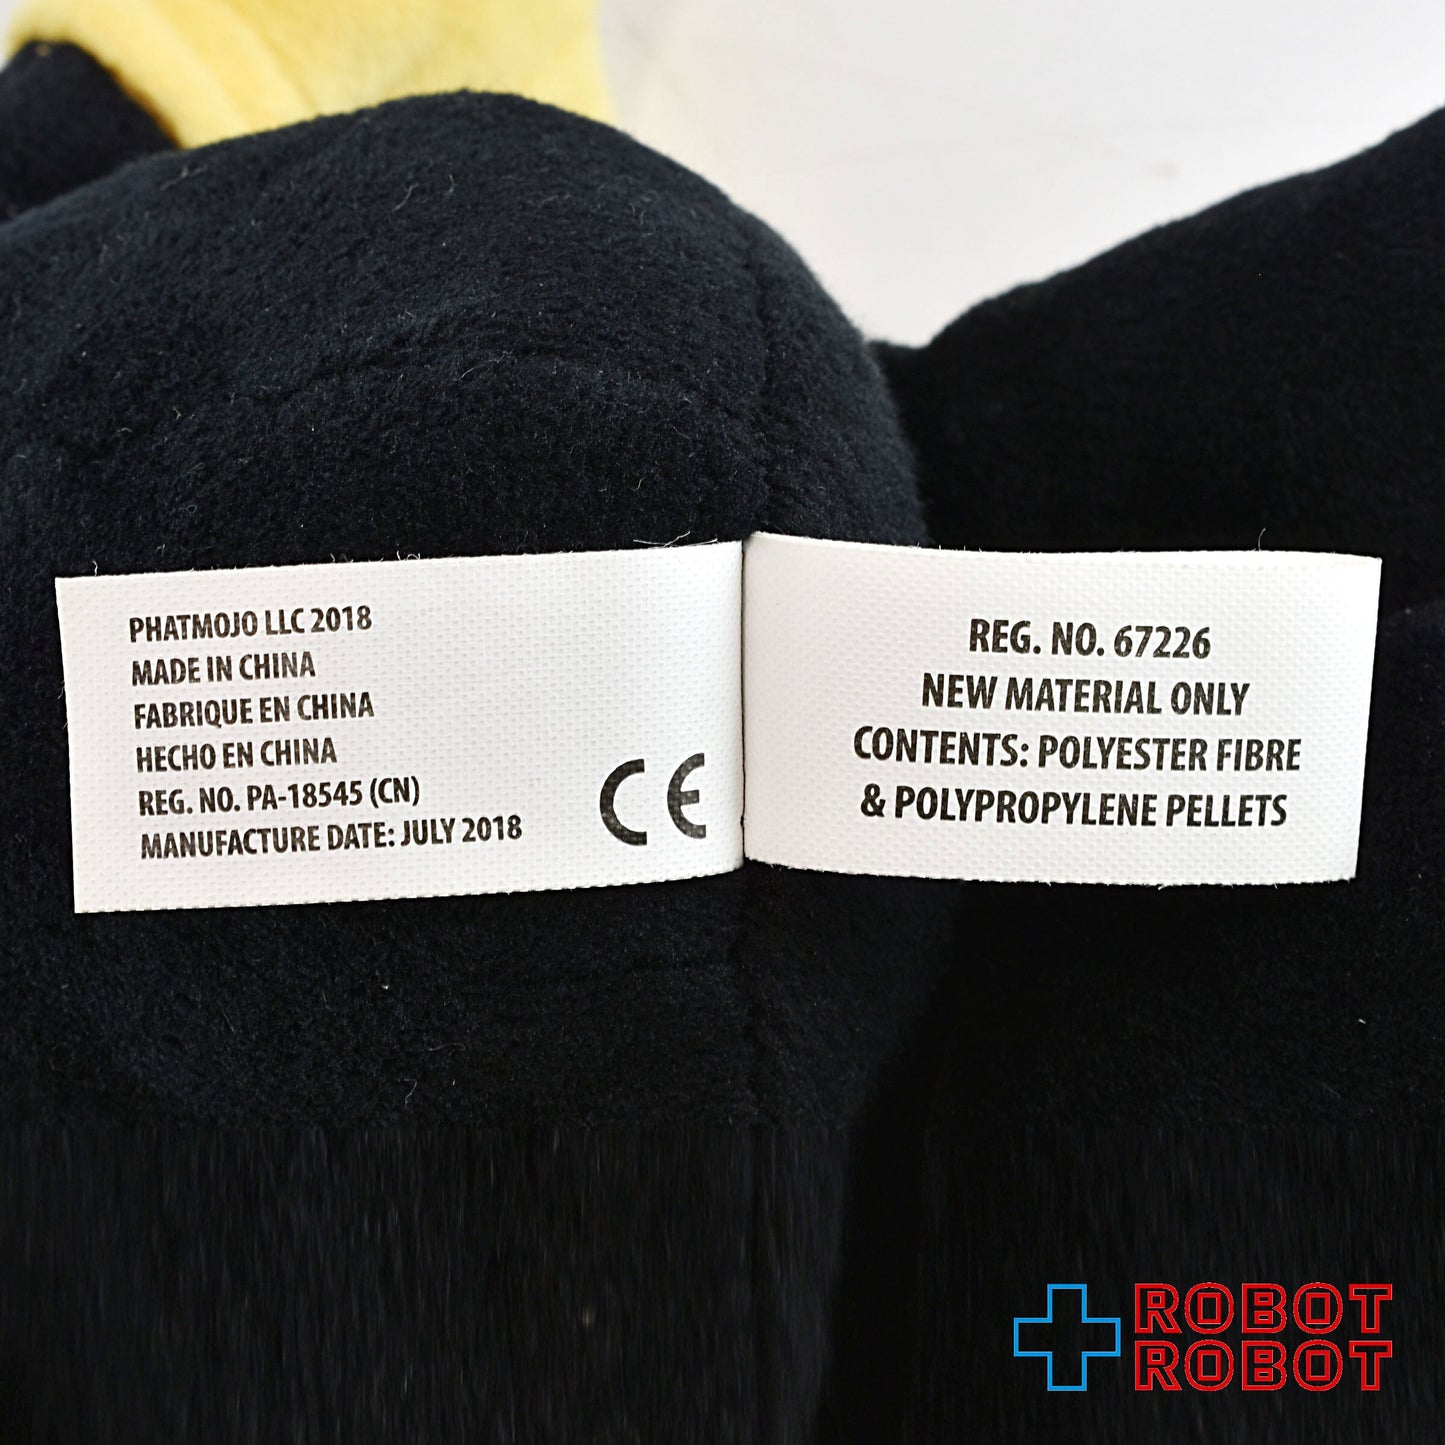 PHATMOJO LLC 2018
MADE IN CHINA
FABRIQUE EN CHINA
HECHO EN CHINA
REG. NO. PA-18545 (CN)
MANUFACTURE DATE: JULY 2018
CE
REG. NO. 67226
NEW MATERIAL ONLY
CONTENTS: POLYESTER FIBRE
& POLYPROPYLENE PELLETS
ROBOT
ROBOT